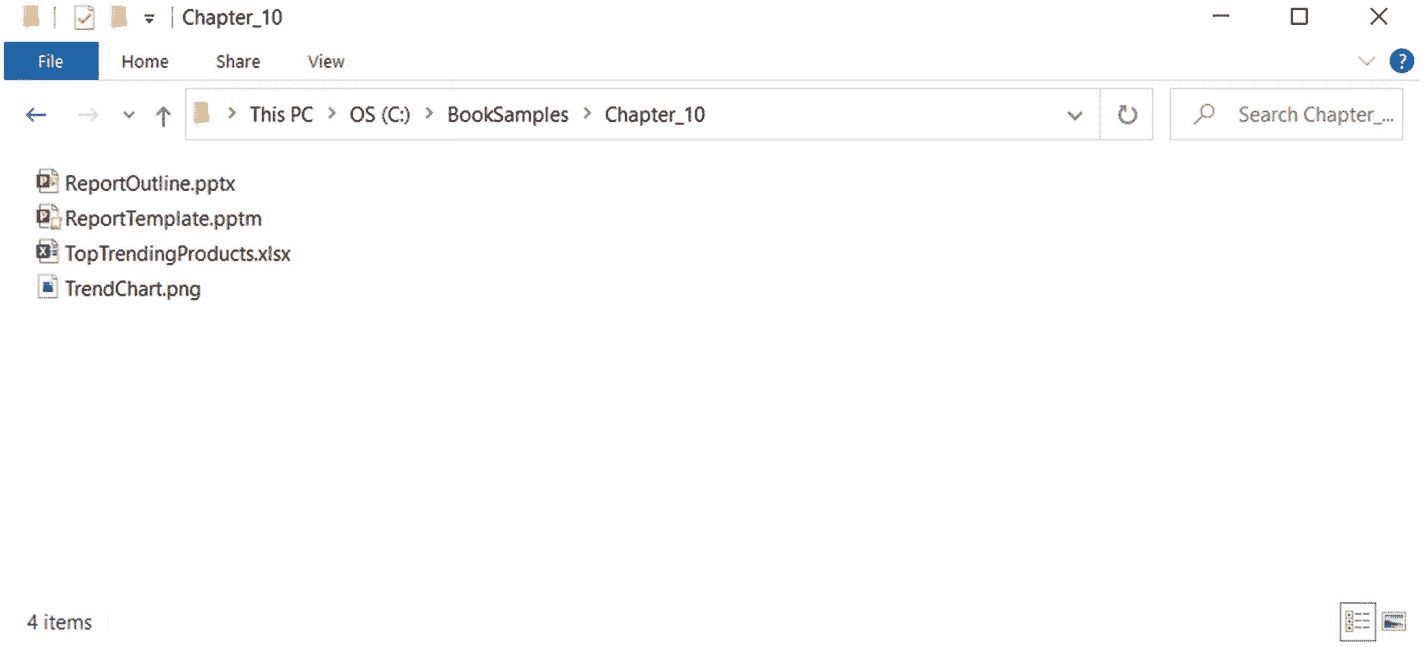 Chapter_10
File Home Share View ?
This PC > OS (C:) > BookSamples > Chapter_10 Search Chapter_...
ReportOutline.pptx
ReportTemplate.pptm
TopTrendingProducts.xlsx
TrendChart.png
4 items